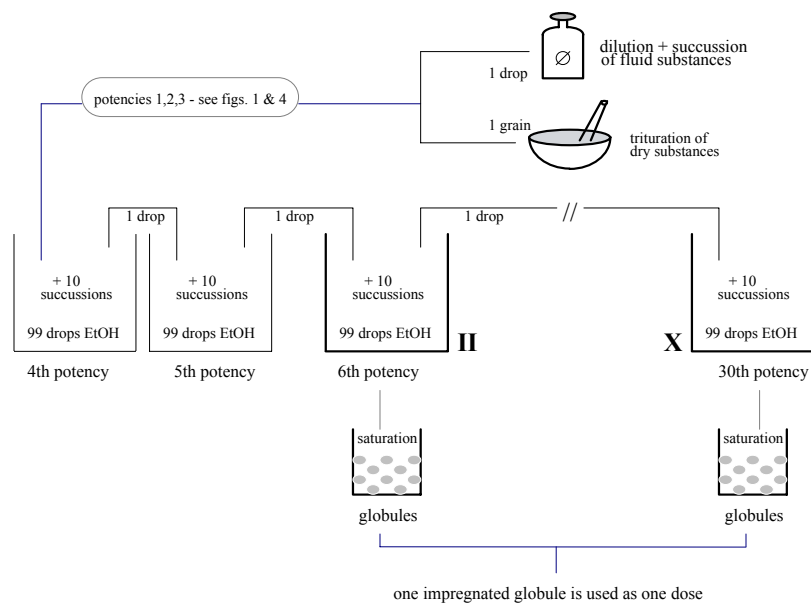 dilution + succussion
of fluid substances
1 drop
potencies 1,2,3 - see figs. 1 & 4
1 grain
trituration of
dry substances
1 drop
1 drop
1 drop
//
+ 10
succussions
99 drops EtOH
4th potency
+ 10
succussions
99 drops EtOH
5th potency
+ 10
succussions
99 drops EtOH
II
6th potency
X
+ 10
succussions
99 drops EtOH
30th potency
saturation
globules
saturation
globules
one impregnated globule is used as one dose